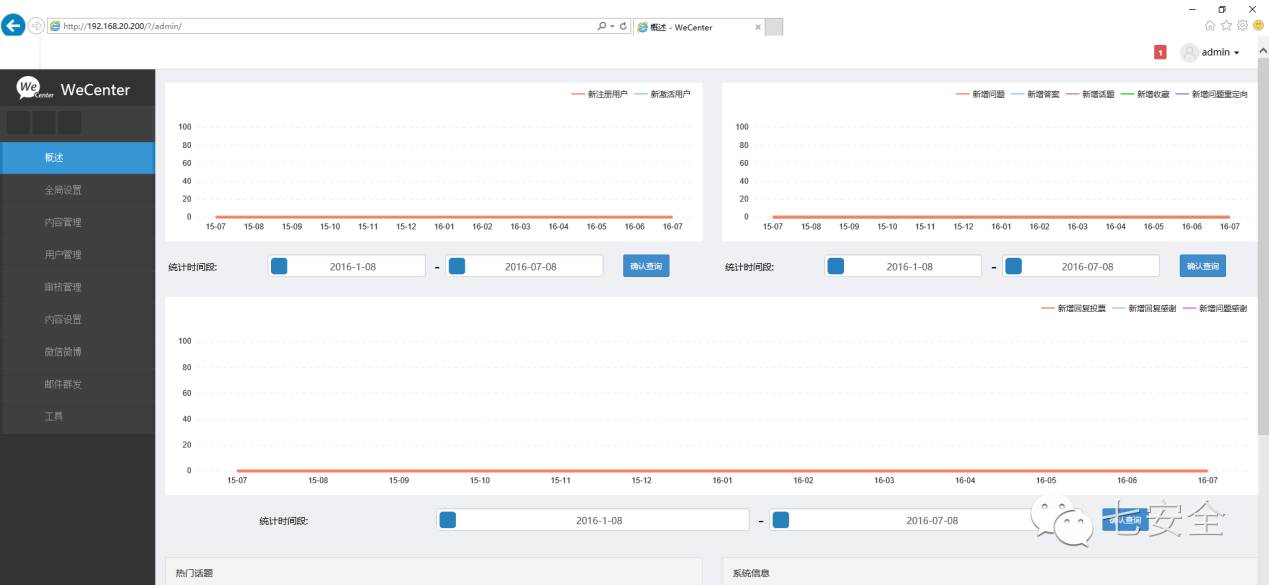 http://192.168.20.200/?/admin/
概述 - WeCenter
1 admin
WeCenter WeCenter
概述
全局设置
内容管理
用户管理
审核管理
内容设置
微信微博
邮件群发
工具
新注册用户 新激活用户
100
80
60
40
20
0
15-07 15-08 15-09 15-10 15-11 15-12 16-01 16-02 16-03 16-04 16-05 16-06 16-07
统计时间段: 2016-1-08 - 2016-07-08 确认查询
新增问题 新增答案 新增话题 新增收藏 新增问题重定向
100
80
60
40
20
0
15-07 15-08 15-09 15-10 15-11 15-12 16-01 16-02 16-03 16-04 16-05 16-06 16-07
统计时间段: 2016-1-08 - 2016-07-08 确认查询
新增回复投票 新增回复感谢 新增问题感谢
100
80
60
40
20
0
15-07 15-08 15-09 15-10 15-11 15-12 16-01 16-02 16-03 16-04 16-05 16-06 16-07
统计时间段: 2016-1-08 - 2016-07-08 确认查询
七安全
热门话题
系统信息